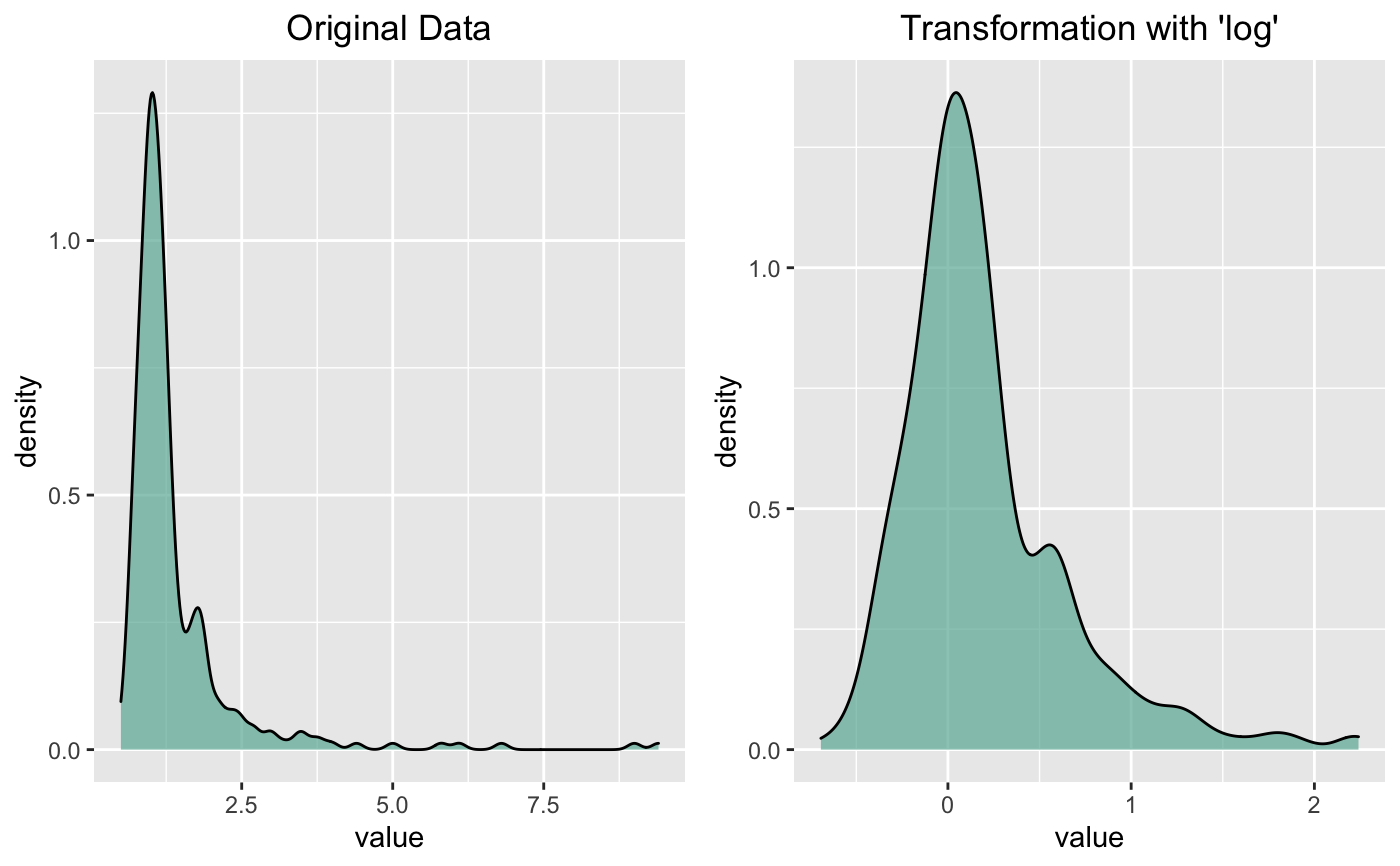 Original Data
density
1.0
0.5
0.0
2.5 5.0 7.5
value
Transformation with 'log'
density
1.0
0.5
0.0
0 1 2
value